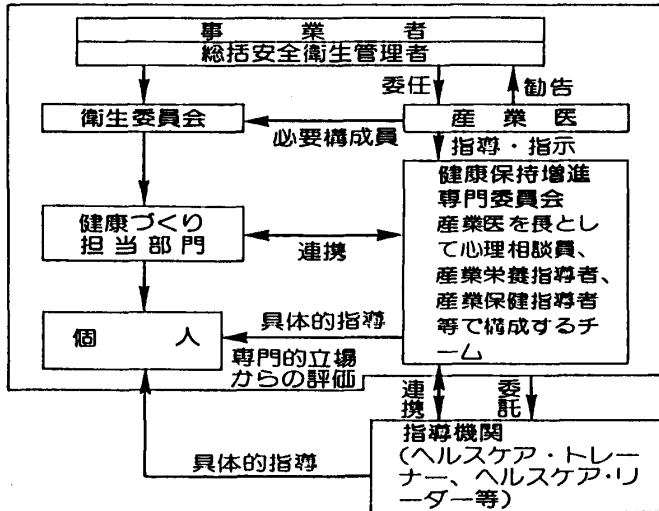 事業者
総括安全衛生管理者
委任
勧告
衛生委員会
産業医
必要構成員
指導・指示
健康保持増進
専門委員会
産業医を長とし
て心理相談員、
産業栄養指導者、
産業保健指導者
等で構成するチ
ーム
健康づくり
担当部門
連携
個人
具体的指導
専門的立場
からの評価
連携
委託
指導機関
(ヘルスケア・トレー
ナー、ヘルスケア・リ
ーダー等)
具体的指導